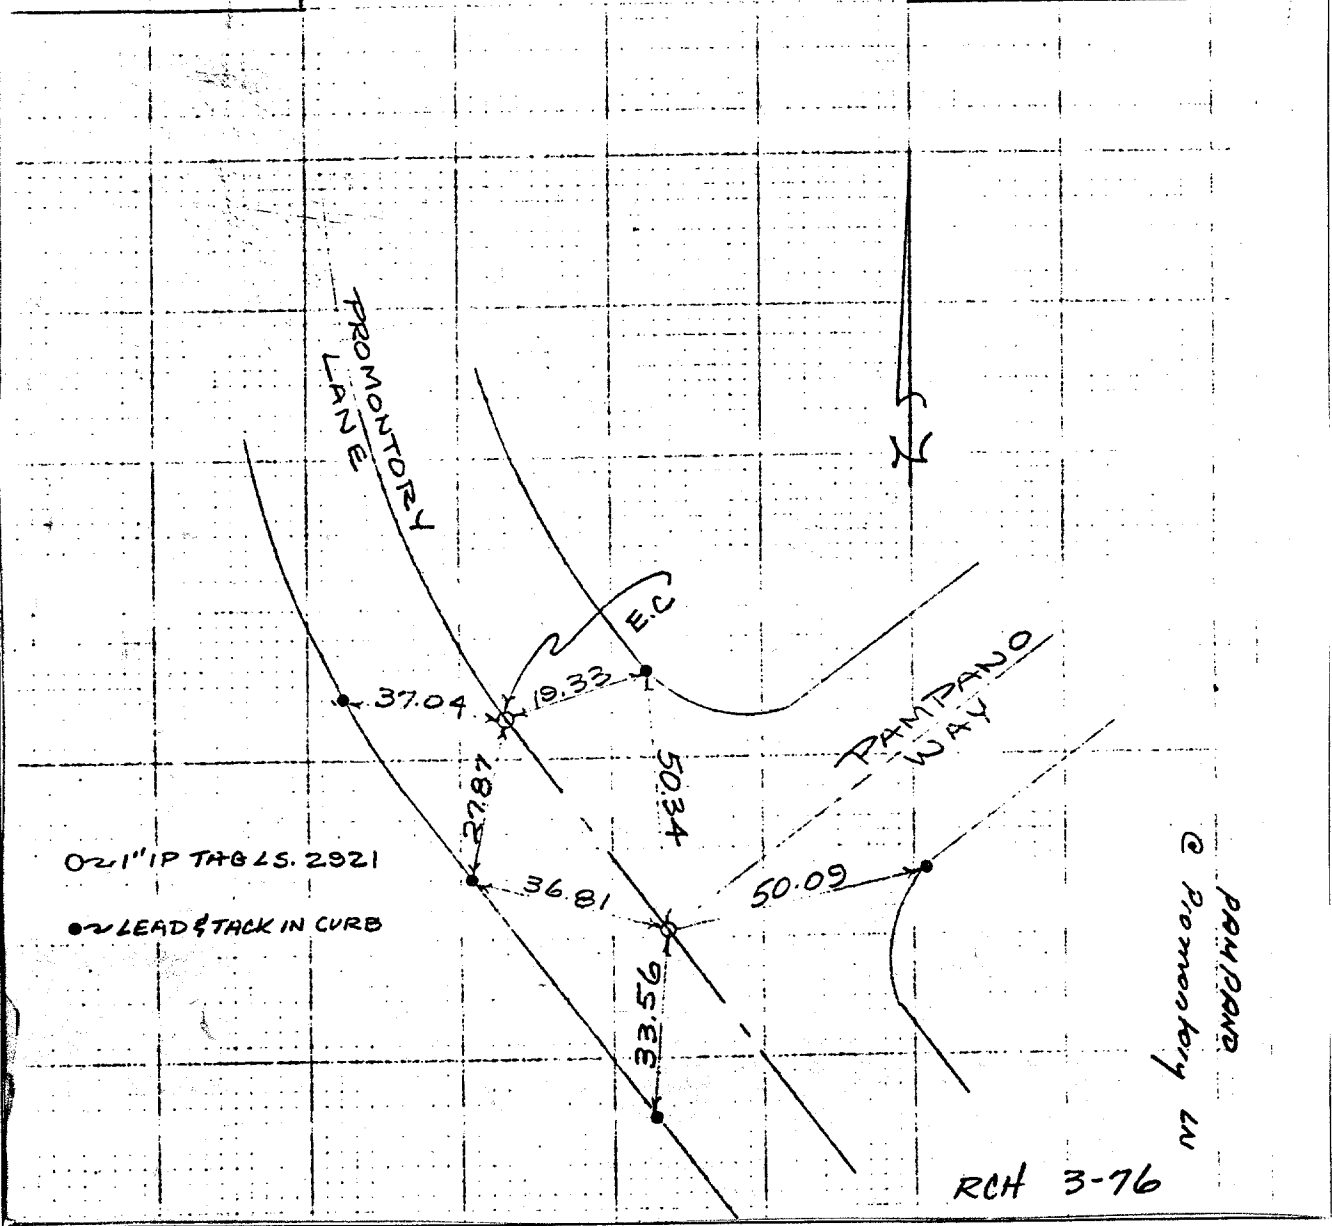 PROMONTORY
LANE
E.C
37.04
19.33
27.87
50.34
PAMPANO
WAY
O~1" IP TAG LS. 2921
36.81
50.09
●~LEAD & TACK IN CURB
33.56
PAMPANO
@ Promontory LN
RCH 3-76